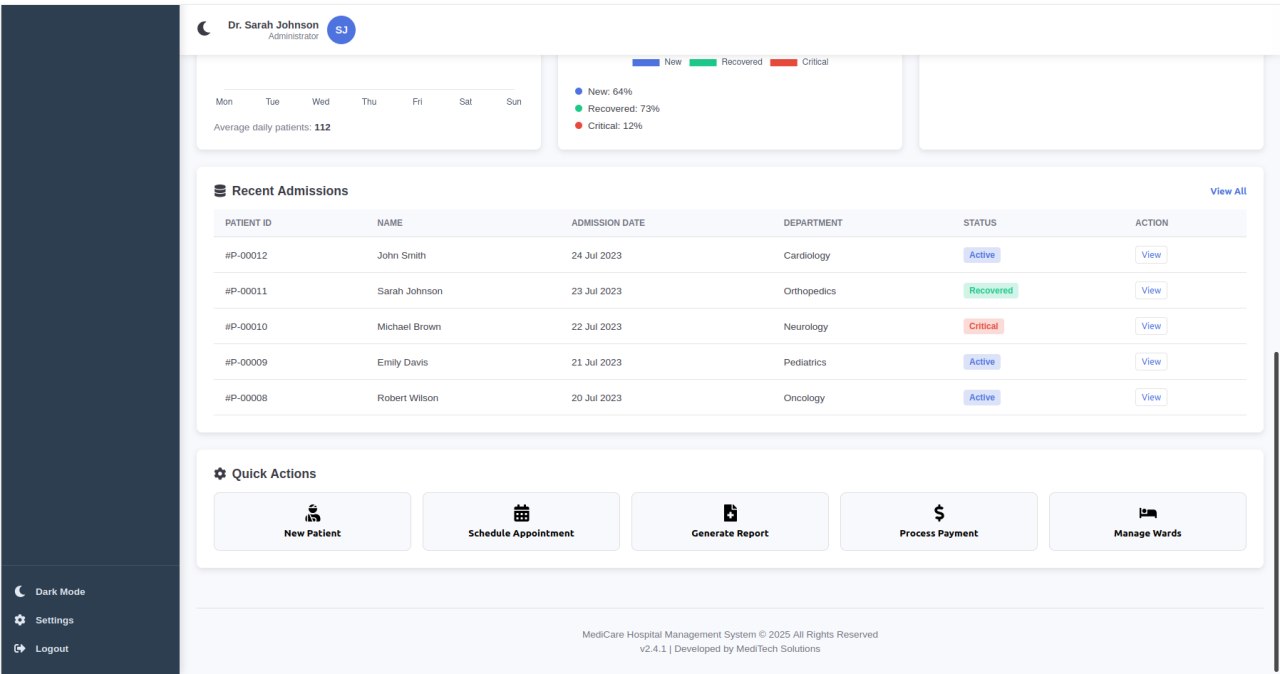 Dr. Sarah Johnson
Administrator
SJ
Mon Tue Wed Thu Fri Sat Sun
Average daily patients: 112
New Recovered Critical
New: 64%
Recovered: 73%
Critical: 12%
Recent Admissions
View All
PATIENT ID NAME ADMISSION DATE DEPARTMENT STATUS ACTION
#P-00012 John Smith 24 Jul 2023 Cardiology Active View
#P-00011 Sarah Johnson 23 Jul 2023 Orthopedics Recovered View
#P-00010 Michael Brown 22 Jul 2023 Neurology Critical View
#P-00009 Emily Davis 21 Jul 2023 Pediatrics Active View
#P-00008 Robert Wilson 20 Jul 2023 Oncology Active View
Quick Actions
New Patient Schedule Appointment Generate Report Process Payment Manage Wards
Dark Mode
Settings
Logout
MediCare Hospital Management System © 2025 All Rights Reserved
v2.4.1 | Developed by MediTech Solutions